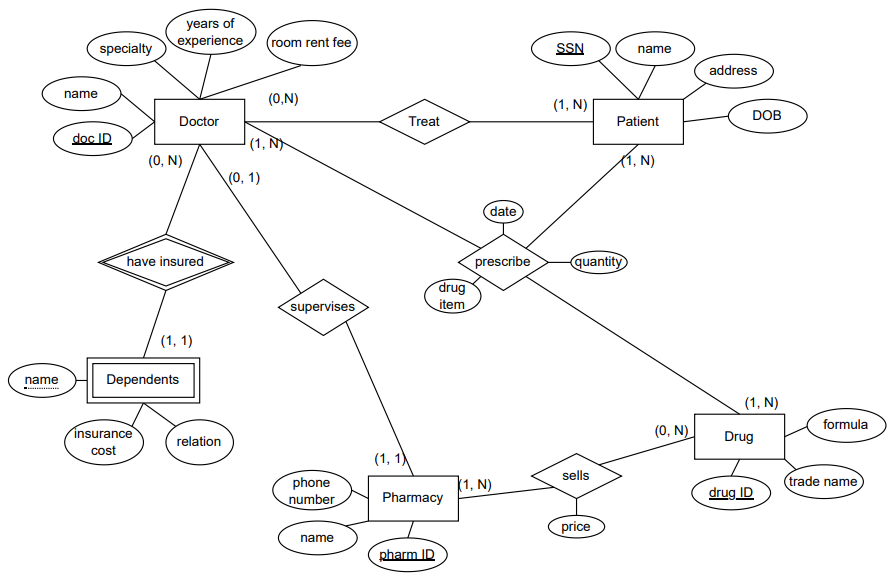 years of
experience
specialty
room rent fee
SSN
name
address
name
(0,N)
(1, N)
DOB
Doctor
Treat
Patient
doc ID
(1, N)
(0, N)
(1, N)
(0, 1)
date
have insured
prescribe
quantity
drug
item
supervises
(1, 1)
name
Dependents
(1, N)
formula
insurance
cost
relation
(0, N)
Drug
(1, 1)
phone
number
(1, N)
sells
trade name
drug ID
Pharmacy
price
name
pharm ID